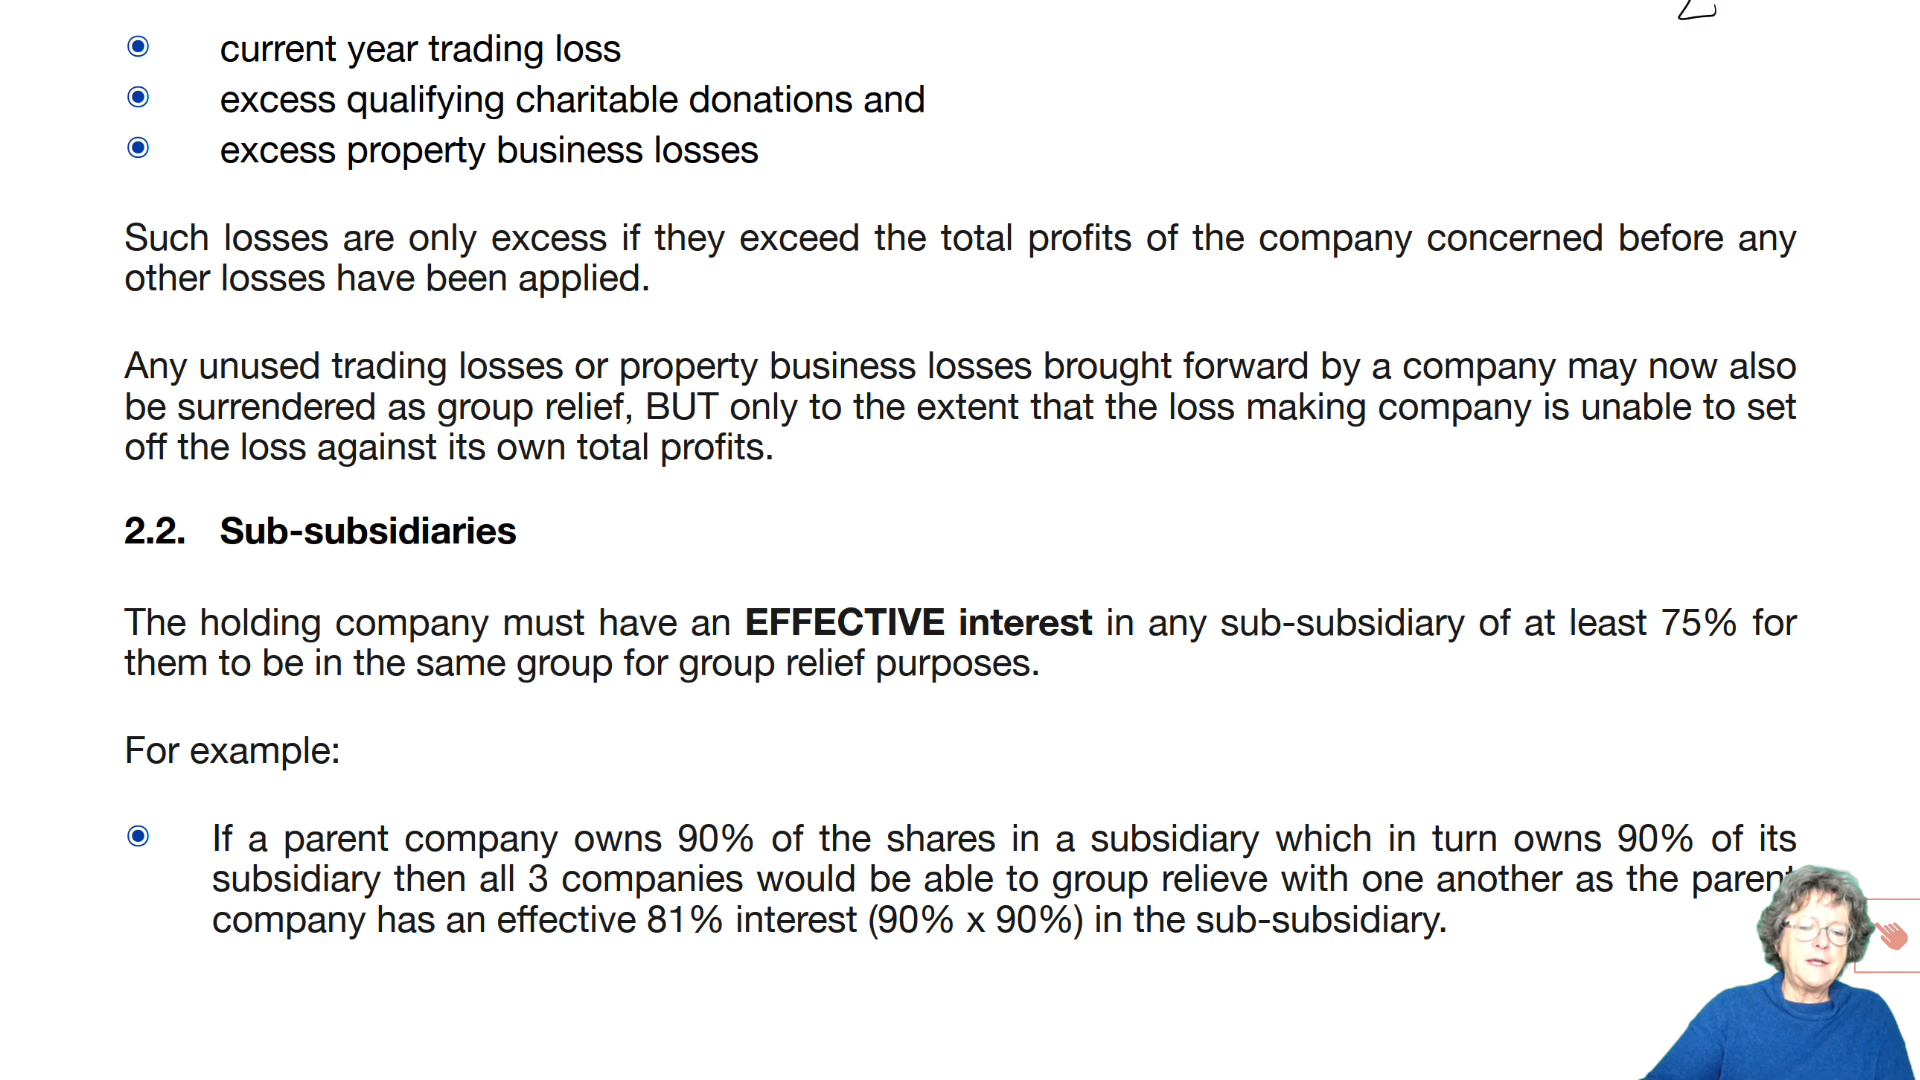 current year trading loss
excess qualifying charitable donations and
excess property business losses
Such losses are only excess if they exceed the total profits of the company concerned before any
other losses have been applied.
Any unused trading losses or property business losses brought forward by a company may now also
be surrendered as group relief, BUT only to the extent that the loss making company is unable to set
off the loss against its own total profits.
2.2. Sub-subsidiaries
The holding company must have an EFFECTIVE interest in any sub-subsidiary of at least 75% for
them to be in the same group for group relief purposes.
For example:
If a parent company owns 90% of the shares in a subsidiary which in turn owns 90% of its
subsidiary then all 3 companies would be able to group relieve with one another as the parent
company has an effective 81% interest (90% x 90%) in the sub-subsidiary.